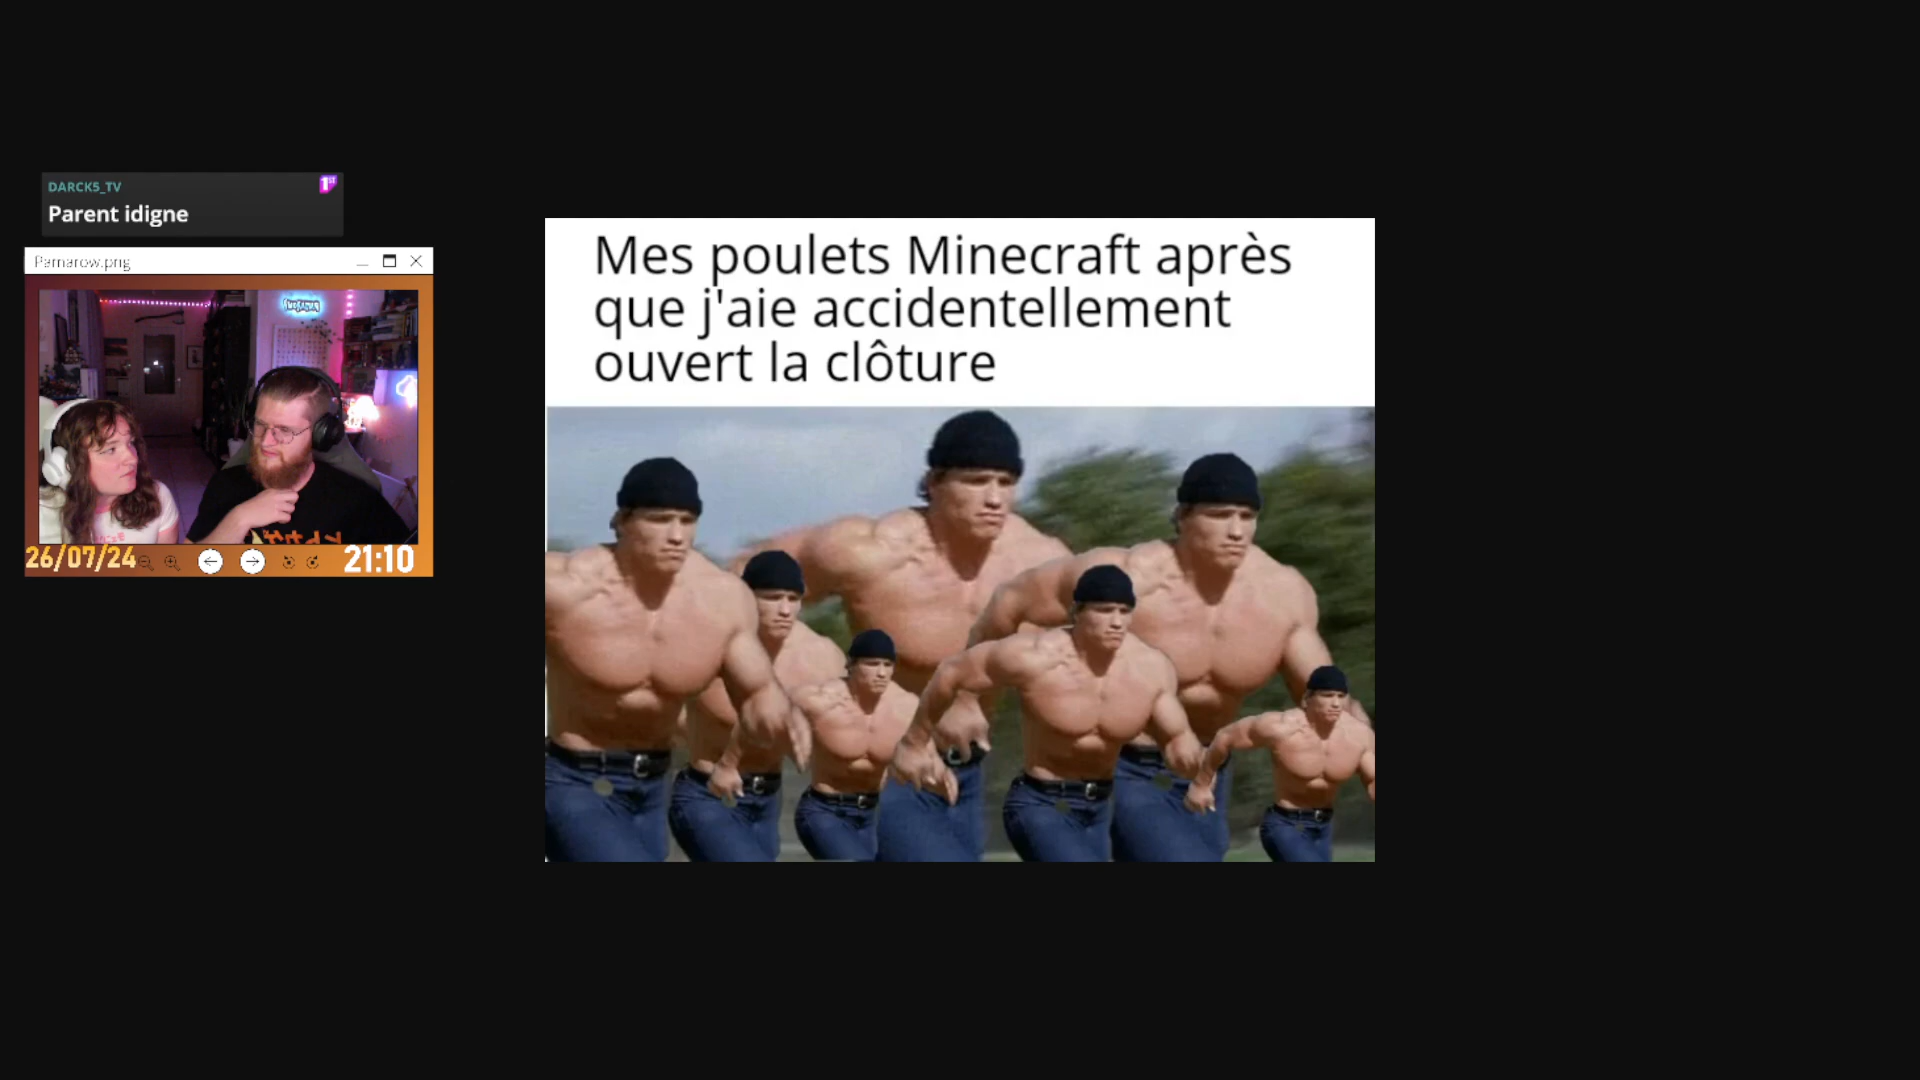 DARCK5_TV
Parent idigne
Pamarow.png
26/07/24
21:10
Mes poulets Minecraft après
que j'aie accidentellement
ouvert la clôture